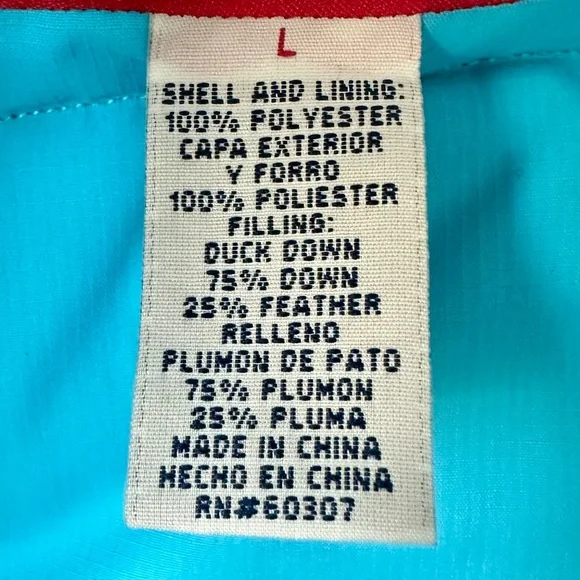 L
SHELL AND LINING:
100% POLYESTER
CAPA EXTERIOR
Y FORRO
100% POLIESTER
FILLING:
DUCK DOWN
75% DOWN
25% FEATHER
RELLENO
PLUMON DE PATO
75% PLUMON
25% PLUMA
MADE IN CHINA
HECHO EN CHINA
RN#60307